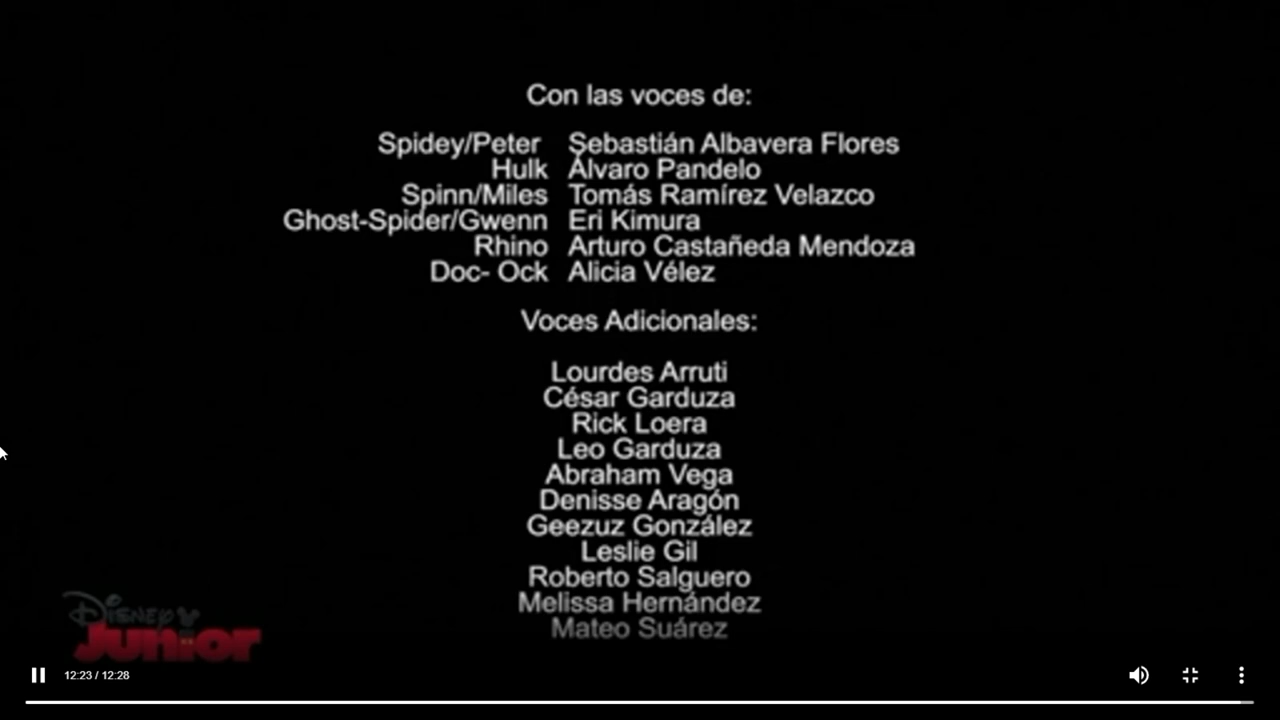 Con las voces de:
Spidey/Peter Sebastián Albavera Flores
Hulk Álvaro Pandelo
Spinn/Miles Tomás Ramírez Velazco
Ghost-Spider/Gwenn Eri Kimura
Rhino Arturo Castañeda Mendoza
Doc- Ock Alicia Vélez
Voces Adicionales:
Lourdes Arruti
César Garduza
Rick Loera
Leo Garduza
Abraham Vega
Denisse Aragón
Geezuz González
Leslie Gil
Roberto Salguero
Melissa Hernández
Mateo Suárez
Disney
Junior
12:23 / 12:28